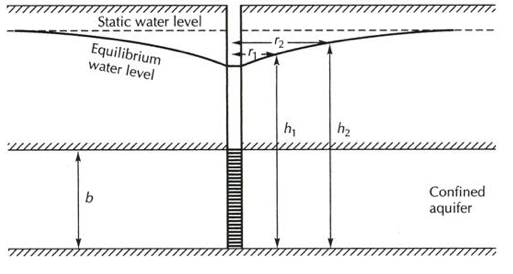 Static water level
r2
r1
Equilibrium
water level
h1
h2
b
Confined
aquifer